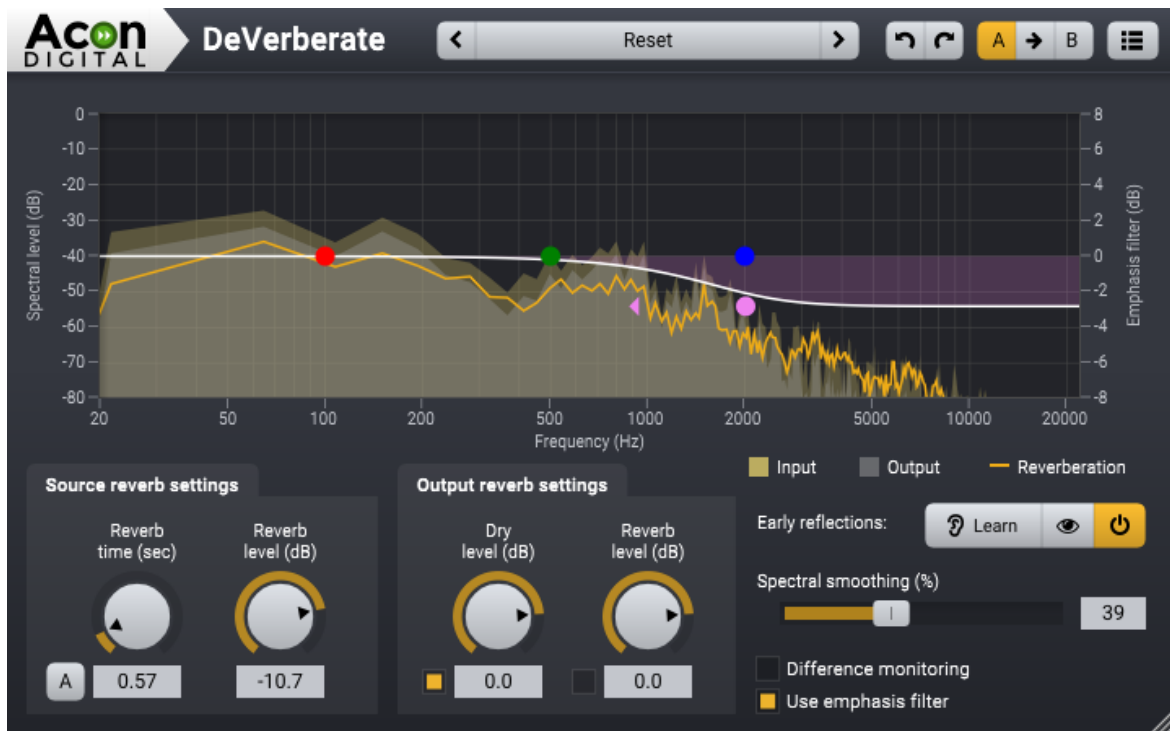 Acon
DIGITAL
DeVerberate
Reset
A
B
0
-10
-20
-30
-40
-50
-60
-70
-80
Spectral level (dB)
8
6
4
2
0
-2
-4
-6
-8
Emphasis filter (dB)
20 50 100 200 500 1000 2000 5000 10000 20000
Frequency (Hz)
Input Output Reverberation
Source reverb settings
Reverb
time (sec)
Reverb
level (dB)
A
0.57
-10.7
Output reverb settings
Dry
level (dB)
Reverb
level (dB)
0.0
0.0
Early reflections:
Learn
Spectral smoothing (%)
39
Difference monitoring
Use emphasis filter